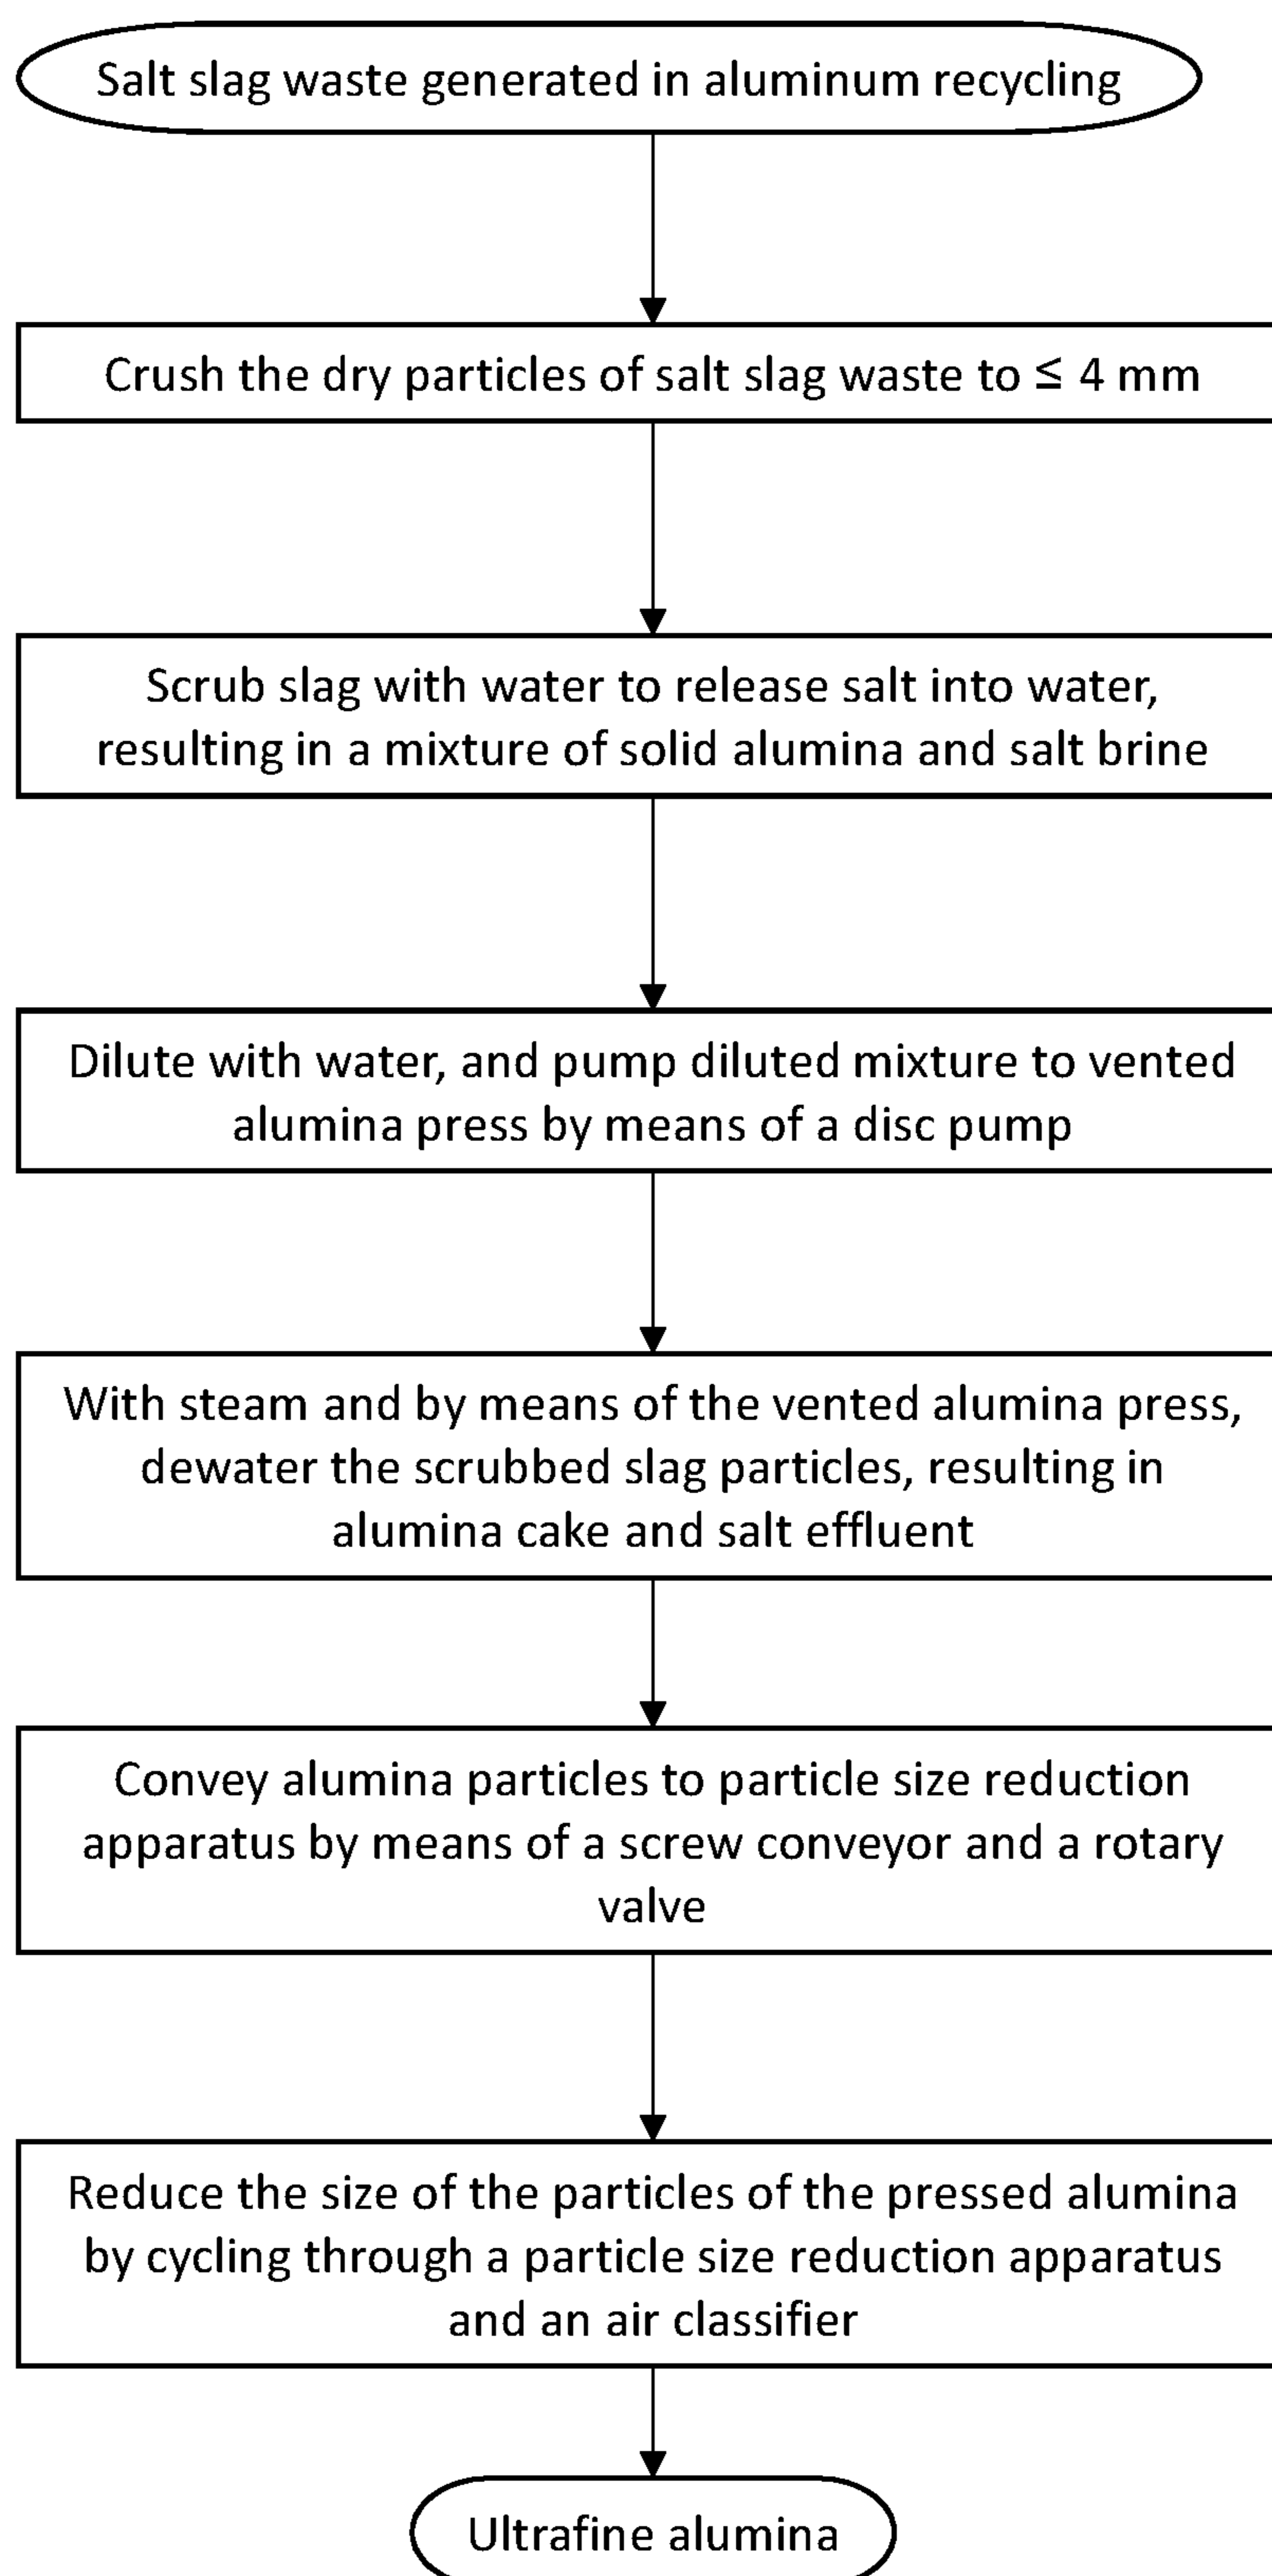 Salt slag waste generated in aluminum recycling
Crush the dry particles of salt slag waste to ≤ 4 mm
Scrub slag with water to release salt into water,
resulting in a mixture of solid alumina and salt brine
Dilute with water, and pump diluted mixture to vented
alumina press by means of a disc pump
With steam and by means of the vented alumina press,
dewater the scrubbed slag particles, resulting in
alumina cake and salt effluent
Convey alumina particles to particle size reduction
apparatus by means of a screw conveyor and a rotary
valve
Reduce the size of the particles of the pressed alumina
by cycling through a particle size reduction apparatus
and an air classifier
Ultrafine alumina